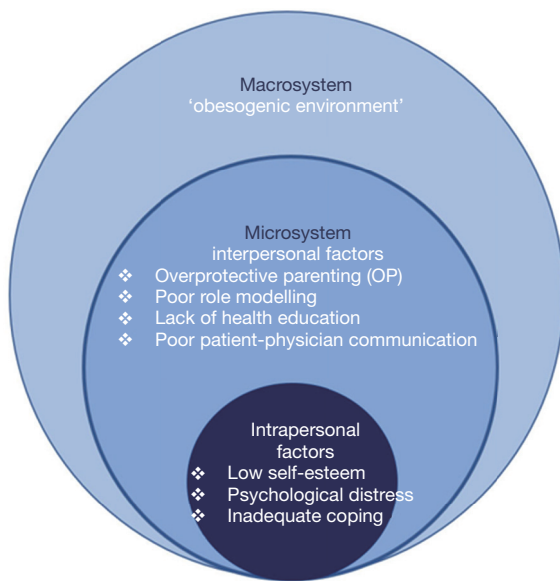 Macrosystem
‘obesogenic environment’
Microsystem
interpersonal factors
❖ Overprotective parenting (OP)
❖ Poor role modelling
❖ Lack of health education
❖ Poor patient-physician communication
Intrapersonal
factors
❖ Low self-esteem
❖ Psychological distress
❖ Inadequate coping